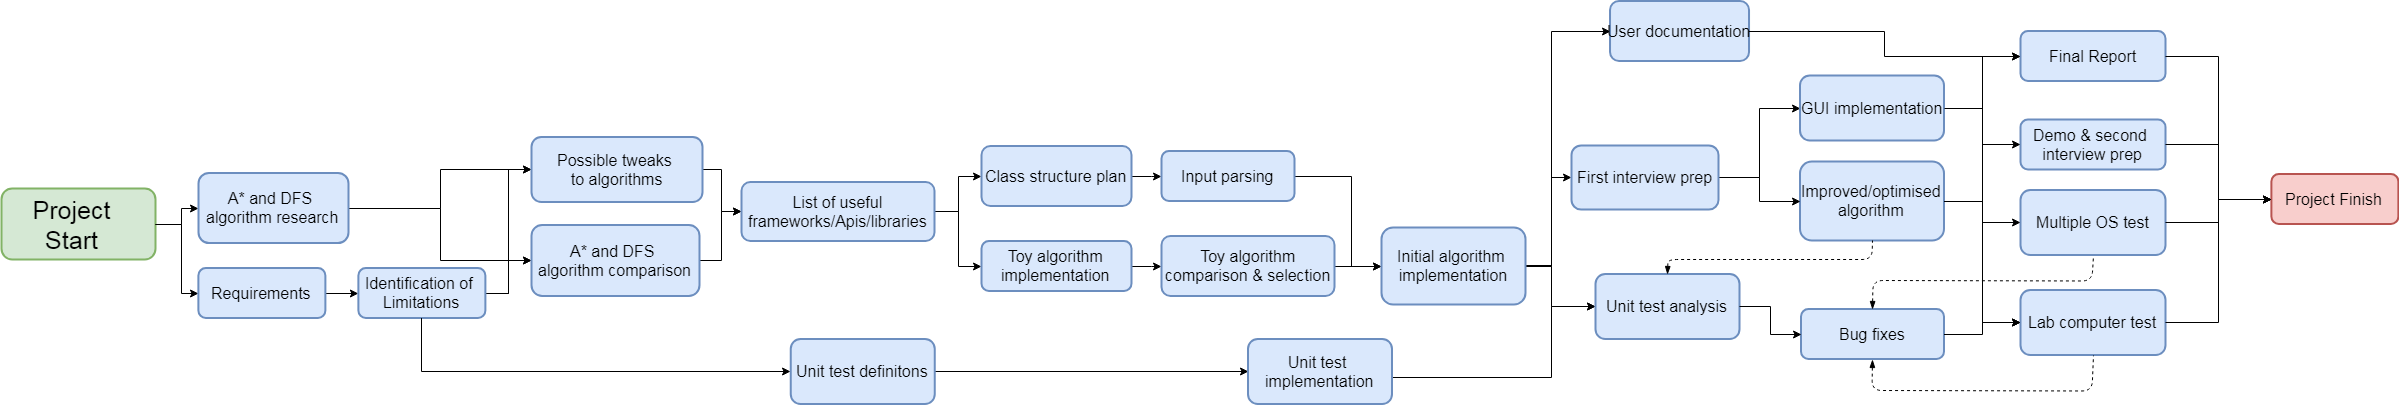 Project
Start
A* and DFS
algorithm research
Requirements
Identification of
Limitations
Possible tweaks
to algorithms
A* and DFS
algorithm comparison
List of useful
frameworks/Apis/libraries
Class structure plan
Input parsing
Toy algorithm
implementation
Toy algorithm
comparison & selection
Unit test definitons
Unit test
implementation
Initial algorithm
implementation
User documentation
First interview prep
GUI implementation
Improved/optimised
algorithm
Unit test analysis
Bug fixes
Final Report
Demo & second
interview prep
Multiple OS test
Lab computer test
Project Finish